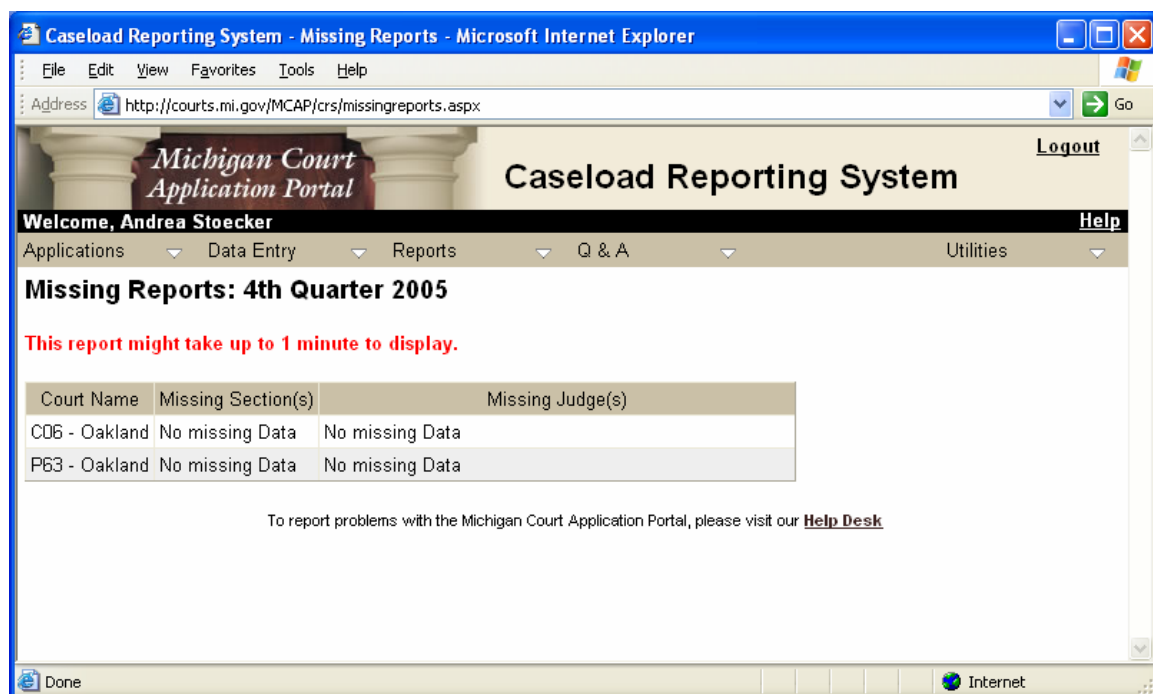 Caseload Reporting System - Missing Reports - Microsoft Internet Explorer
File Edit View Favorites Tools Help
Address http://courts.mi.gov/MCAP/crs/missingreports.aspx Go
Michigan Court
Application Portal
Caseload Reporting System
Logout
Welcome, Andrea Stoecker Help
Applications Data Entry Reports Q & A Utilities
Missing Reports: 4th Quarter 2005
This report might take up to 1 minute to display.
Court Name Missing Section(s) Missing Judge(s)
C06 - Oakland No missing Data No missing Data
P63 - Oakland No missing Data No missing Data
To report problems with the Michigan Court Application Portal, please visit our Help Desk
Done Internet